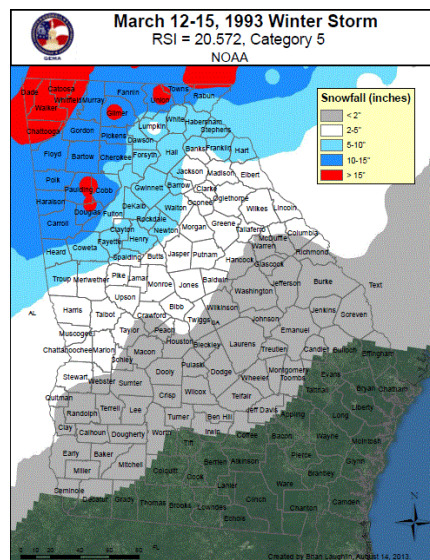 March 12-15, 1993 Winter Storm
RSI = 20.572, Category 5
NOAA
GEMA
Snowfall (inches)
< 2"
2-5"
5-10"
10-15"
> 15"
Dade
Catoosa
Fannin
Towns
Rabun
Walker
Whitfield
Murray
Union
Gilmer
White
Habersham
Chattooga
Gordon
Lumpkin
Stephens
Pickens
Dawson
Banks
Franklin
Hart
Floyd
Bartow
Cherokee
Forsyth
Hall
Jackson
Madison
Elbert
Polk
Gwinnett
Barrow
Clarke
Paulding
Cobb
Oconee
Oglethorpe
Haralson
Douglas
Fulton
DeKalb
Walton
Wilkes
Lincoln
Rockdale
Carroll
Clayton
Newton
Morgan
Greene
Taliaferro
Columbia
Fayette
Henry
McDuffie
Heard
Coweta
Warren
Richmond
Spalding
Butts
Jasper
Putnam
Hancock
Glascock
Troup
Meriwether
Pike
Lamar
Monroe
Jones
Baldwin
Washington
Jefferson
Burke
Text
Upson
AL
Harris
Talbot
Bibb
Wilkinson
Jenkins
Screven
Crawford
Twiggs
GA
Johnson
Muscogee
Taylor
Peach
Emanuel
Houston
Bleckley
Chattahoochee
Marion
Macon
Laurens
Treutlen
Candler
Bulloch
Effingham
Schley
Pulaski
Stewart
Webster
Sumter
Dooly
Dodge
Wheeler
Montgomery
Toombs
Evans
Bryan
Chatham
Quitman
Tattnall
Randolph
Terrell
Lee
Crisp
Wilcox
Telfair
Liberty
Clay
Calhoun
Dougherty
Turner
Ben Hill
Jeff Davis
Appling
Long
Worth
Irwin
Coffee
Bacon
Wayne
McIntosh
Early
Baker
Tift
Mitchell
Berrien
Atkinson
Pierce
Miller
Colquitt
Cook
Ware
Brantley
Glynn
Seminole
Decatur
Grady
Thomas
Brooks
Lanier
Lowndes
Clinch
Charlton
Camden
Echols
FL
Created by Brian Laughlin, August 14, 2013.